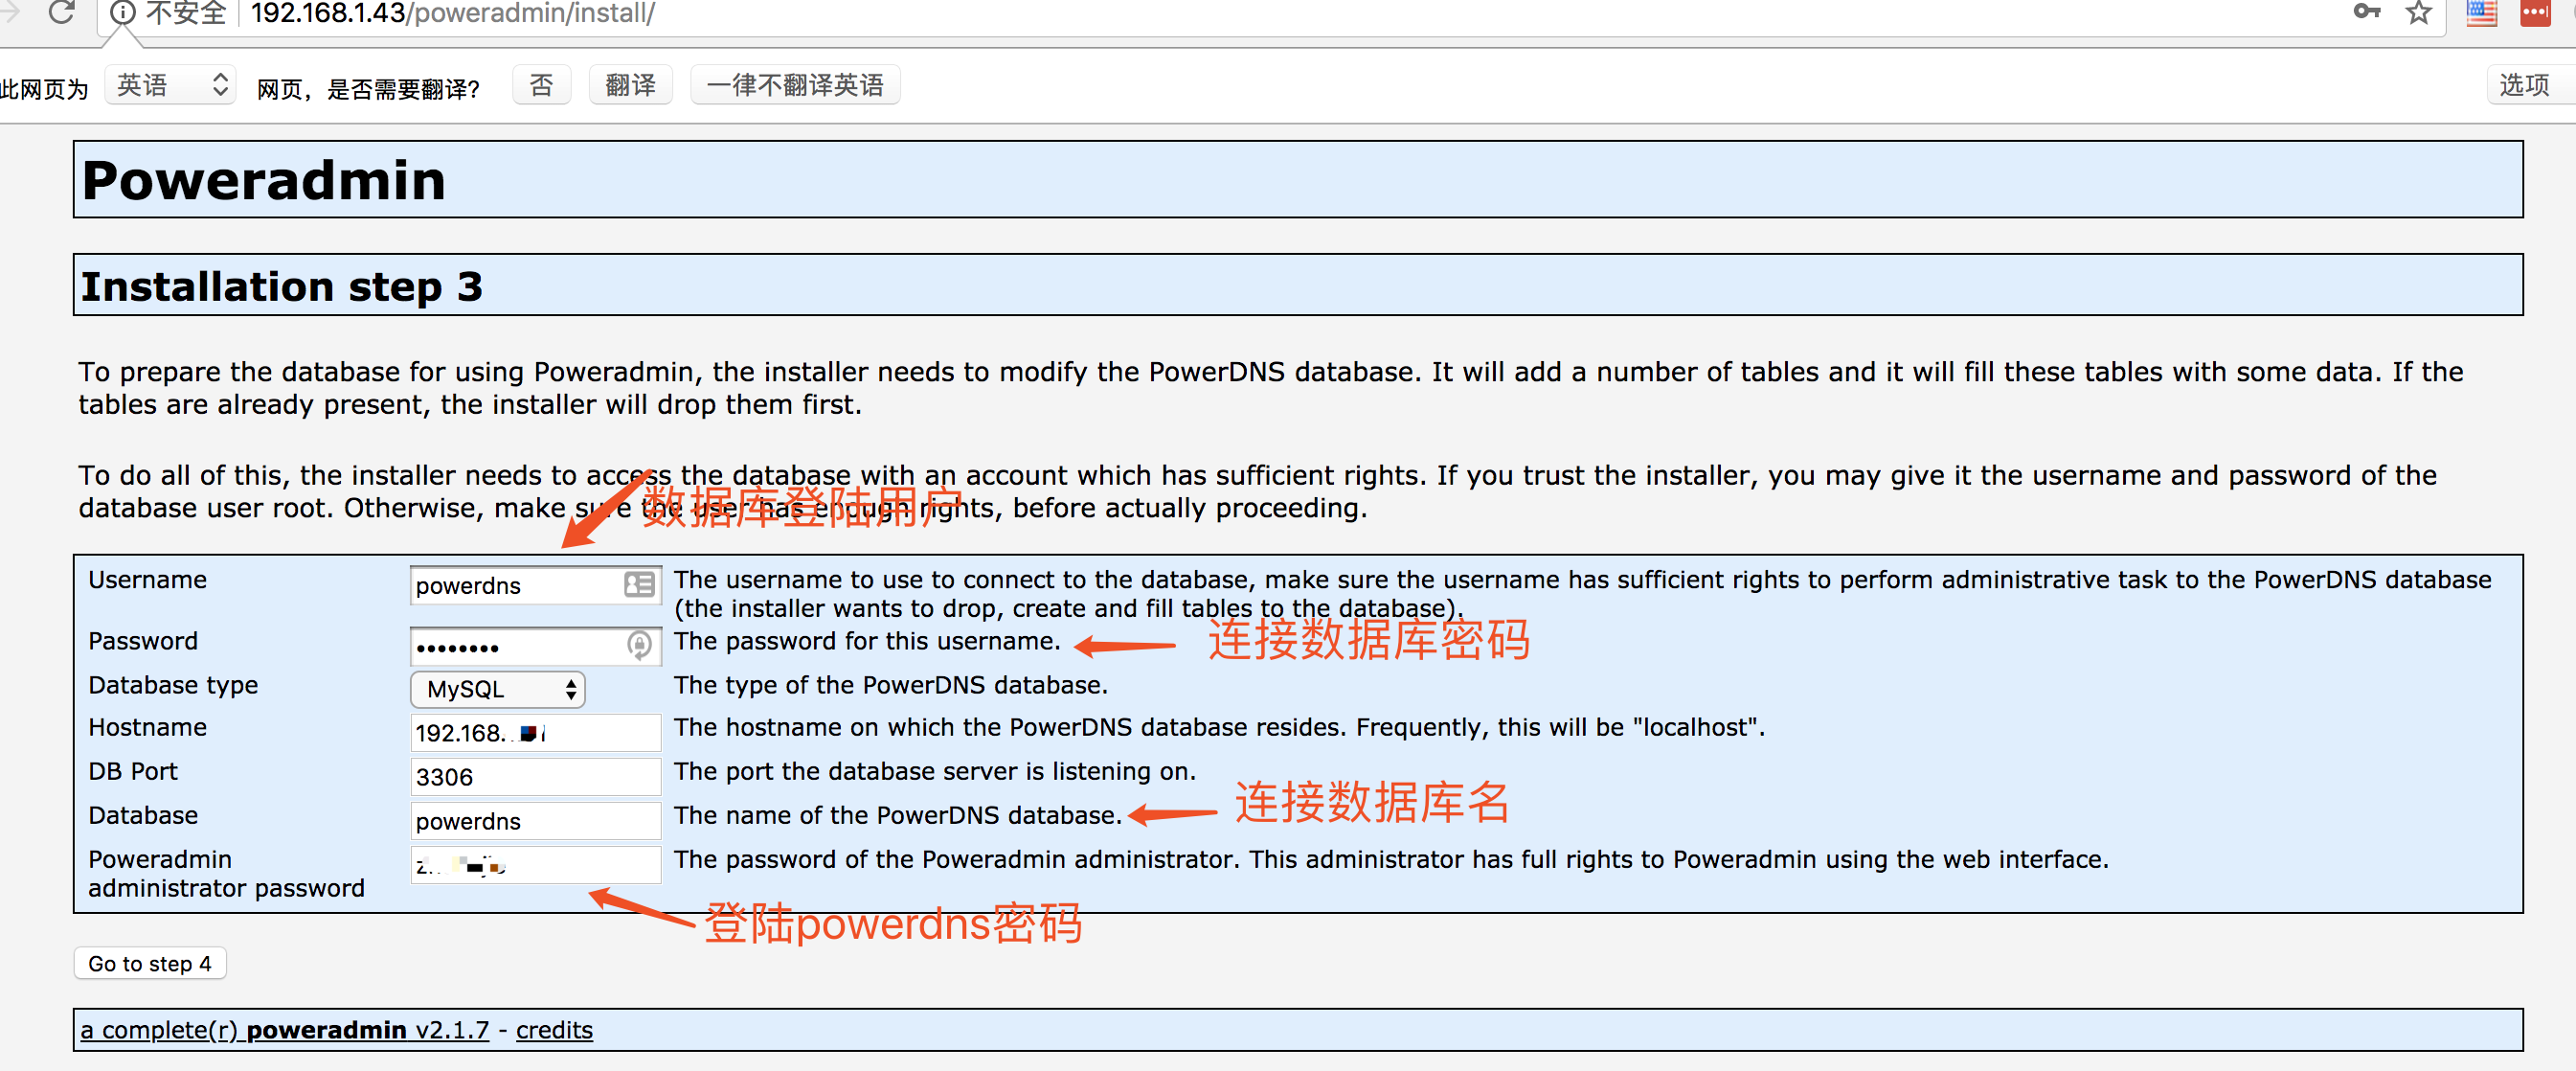 不安全 192.168.1.43/poweradmin/install/
此网页为 英语 网页，是否需要翻译? 否 翻译 一律不翻译英语 选项
Poweradmin
Installation step 3
To prepare the database for using Poweradmin, the installer needs to modify the PowerDNS database. It will add a number of tables and it will fill these tables with some data. If the
tables are already present, the installer will drop them first.
To do all of this, the installer needs to access the database with an account which has sufficient rights. If you trust the installer, you may give it the username and password of the
database user root. Otherwise, make sure the user has enough rights, before actually proceeding.
数据库登陆用户
Username powerdns The username to use to connect to the database, make sure the username has sufficient rights to perform administrative task to the PowerDNS database
(the installer wants to drop, create and fill tables to the database).
Password •••••••• The password for this username. 连接数据库密码
Database type MySQL The type of the PowerDNS database.
Hostname 192.168. The hostname on which the PowerDNS database resides. Frequently, this will be "localhost".
DB Port 3306 The port the database server is listening on.
Database powerdns The name of the PowerDNS database. 连接数据库名
Poweradmin The password of the Poweradmin administrator. This administrator has full rights to Poweradmin using the web interface.
administrator password
登陆powerdns密码
Go to step 4
a complete(r) poweradmin v2.1.7 - credits